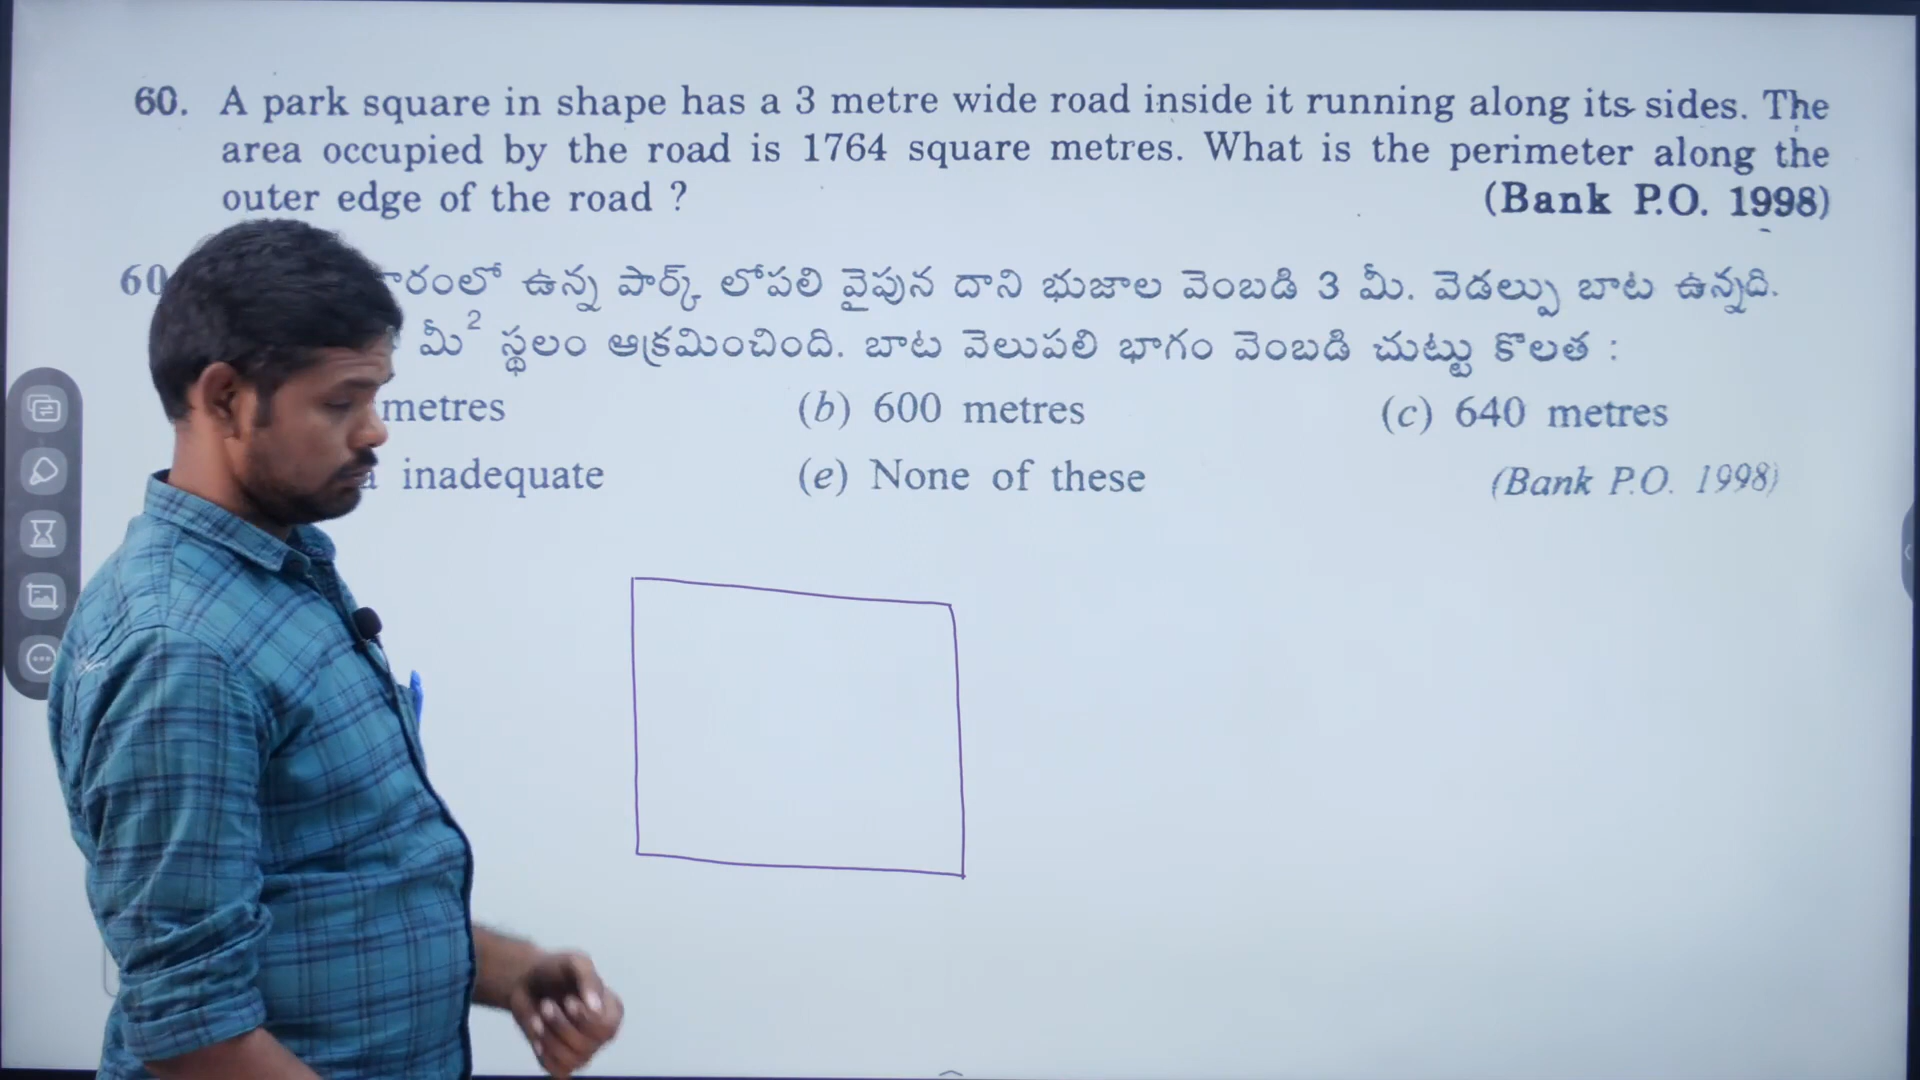 60. A park square in shape has a 3 metre wide road inside it running along its sides. The
area occupied by the road is 1764 square metres. What is the perimeter along the
outer edge of the road ? (Bank P.O. 1998)
60 ఉన్న పార్క్ లోపలి వైపున దాని భుజాల వెంబడి 3 మీ. వెడల్పు బాట ఉన్నది.
మీ² స్థలం ఆక్రమించింది. బాట వెలుపలి భాగం వెంబడి చుట్టు కొలత :
metres (b) 600 metres (c) 640 metres
inadequate (e) None of these (Bank P.O. 1998)